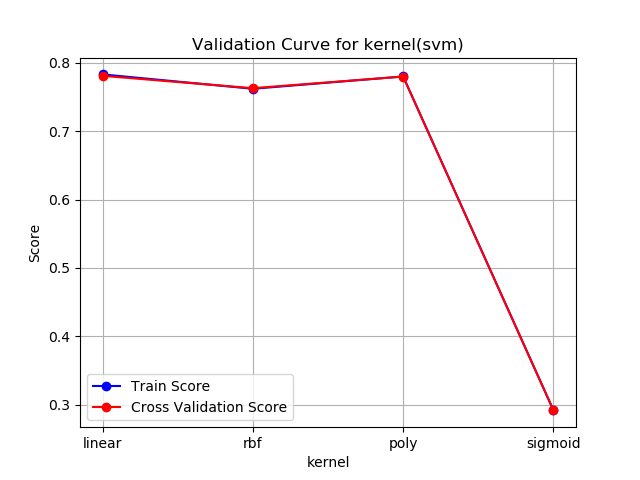 Validation Curve for kernel(svm)
Score
0.8
0.7
0.6
0.5
0.4
0.3
Train Score
Cross Validation Score
linear
rbf
poly
sigmoid
kernel